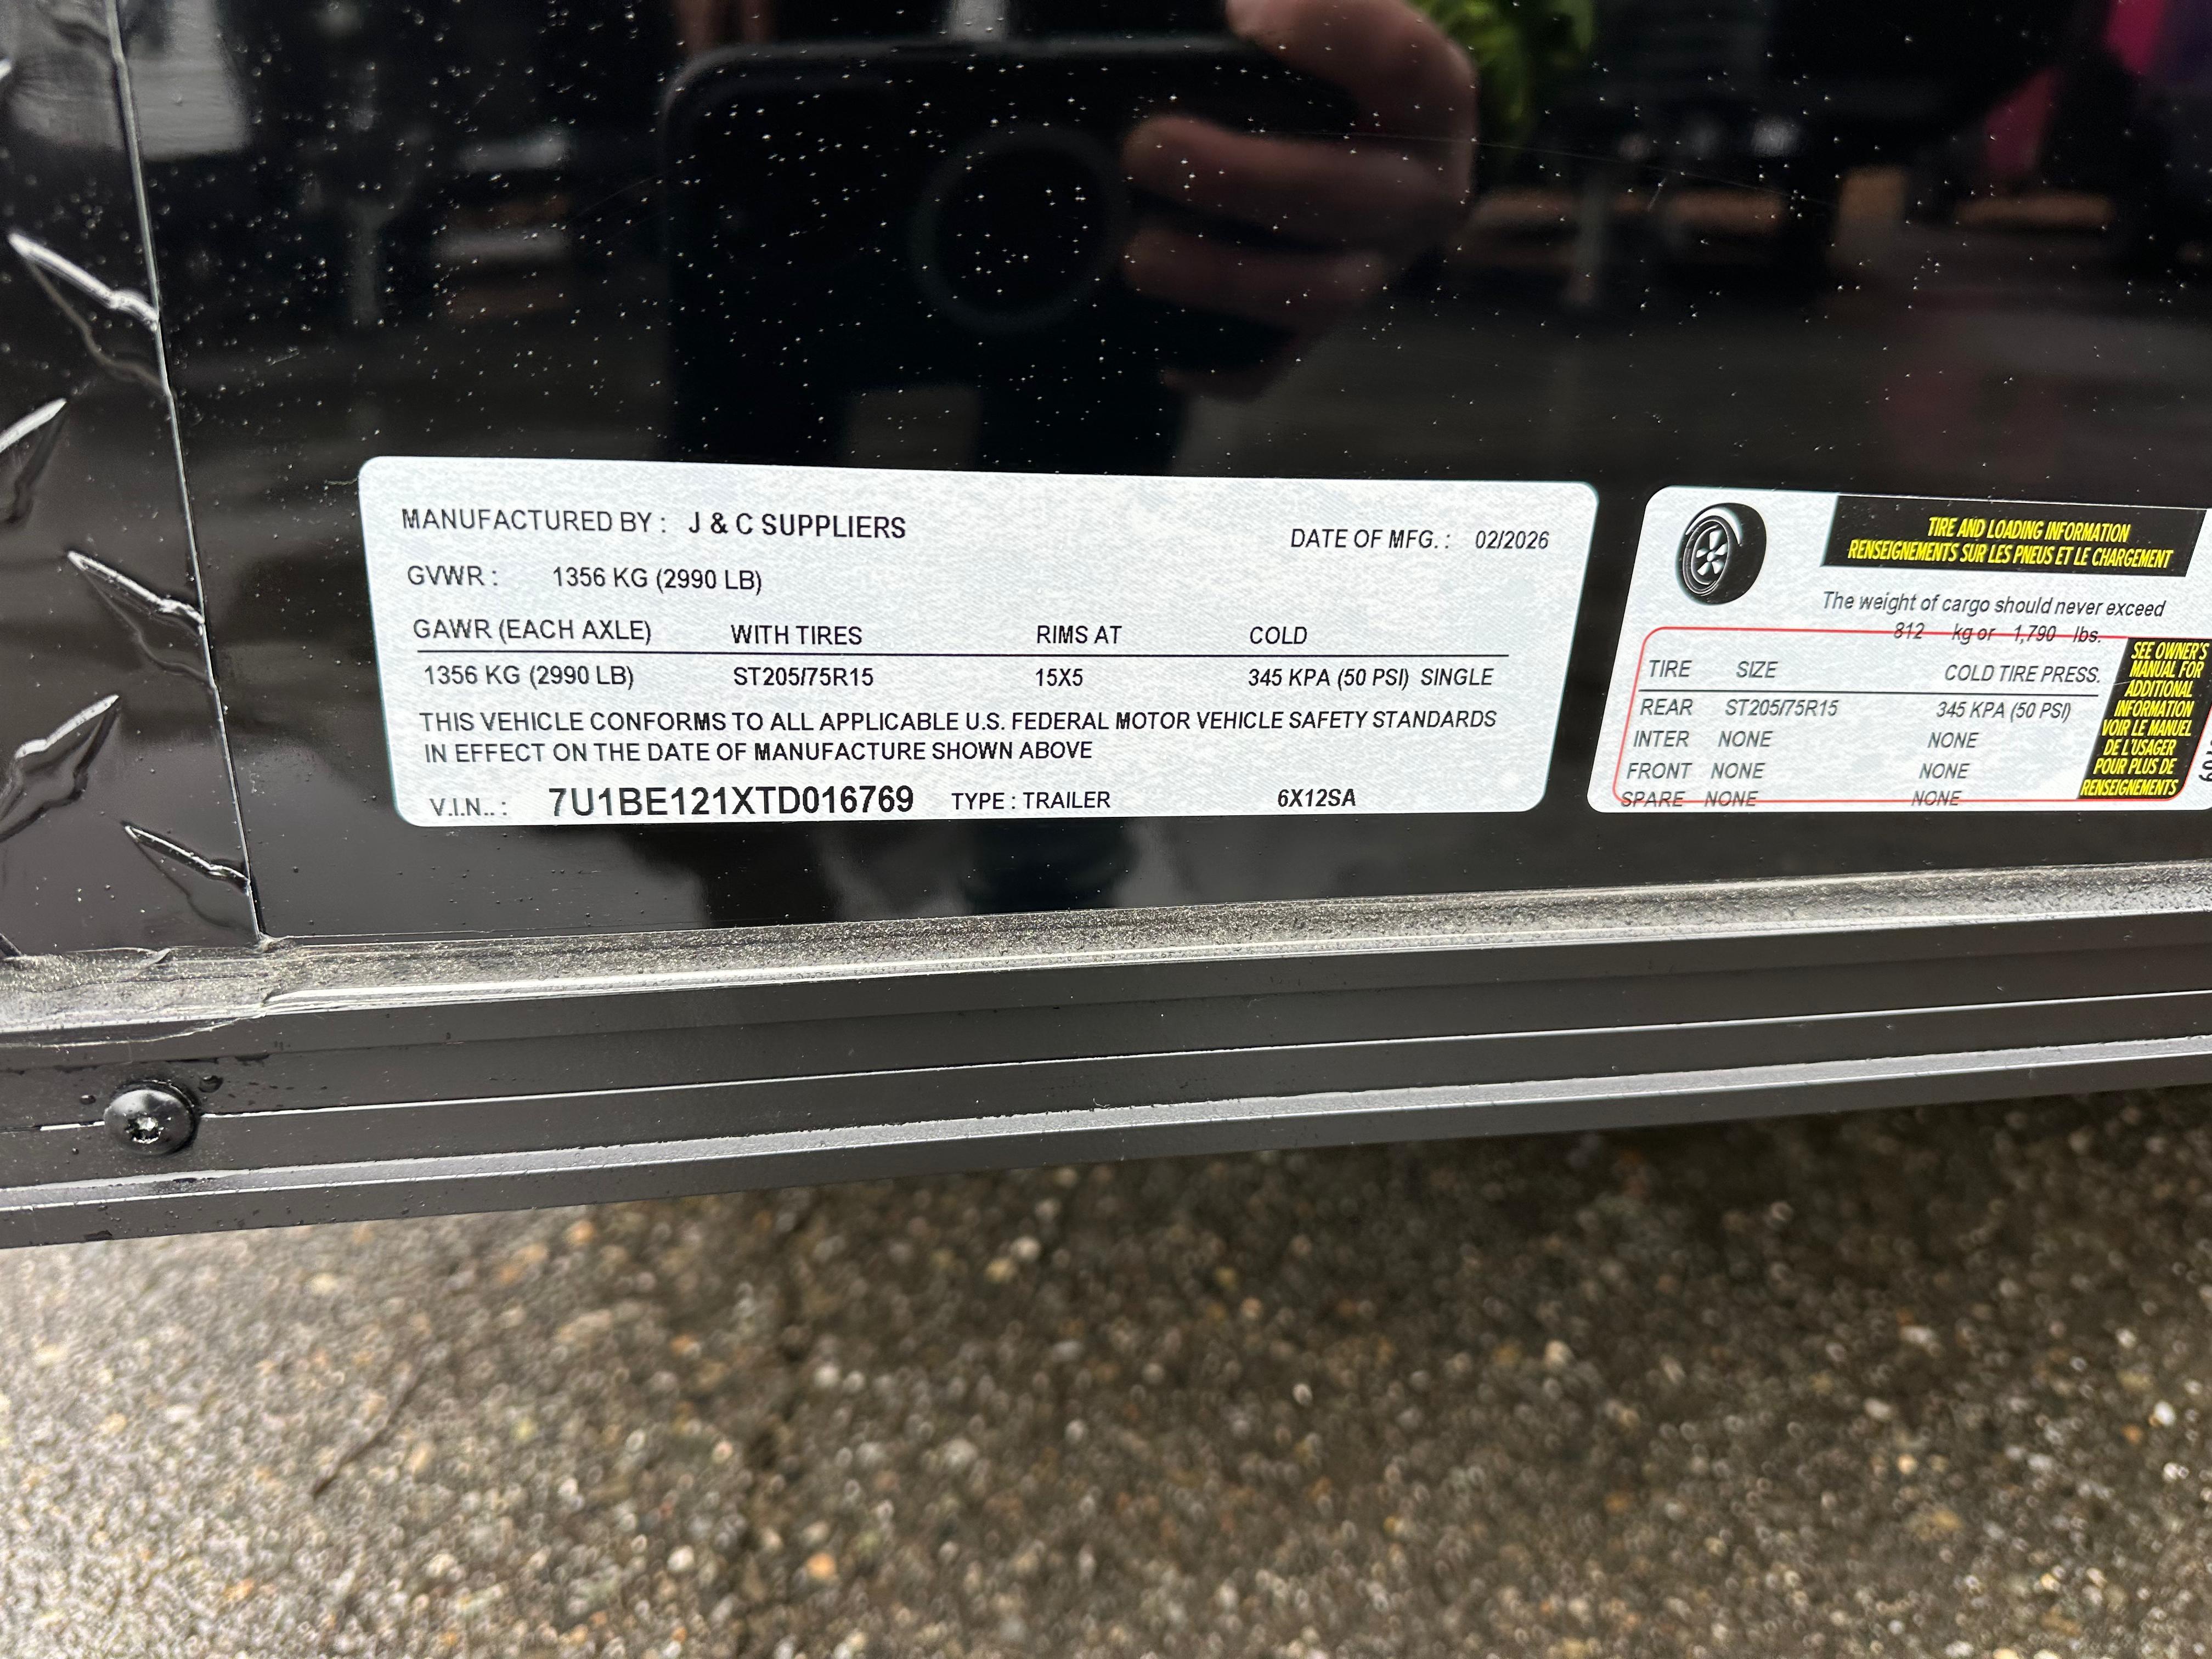 MANUFACTURED BY : J & C SUPPLIERS DATE OF MFG. : 02/2026
GVWR : 1356 KG (2990 LB)
GAWR (EACH AXLE) WITH TIRES RIMS AT COLD
1356 KG (2990 LB) ST205/75R15 15X5 345 KPA (50 PSI) SINGLE
THIS VEHICLE CONFORMS TO ALL APPLICABLE U.S. FEDERAL MOTOR VEHICLE SAFETY STANDARDS
IN EFFECT ON THE DATE OF MANUFACTURE SHOWN ABOVE
V.I.N.. : 7U1BE121XTD016769 TYPE : TRAILER 6X12SA
TIRE AND LOADING INFORMATION
RENSEIGNEMENTS SUR LES PNEUS ET LE CHARGEMENT
The weight of cargo should never exceed
812 kg or 1,790 lbs.
TIRE SIZE COLD TIRE PRESS.
REAR ST205/75R15 345 KPA (50 PSI)
INTER NONE NONE
FRONT NONE NONE
SPARE NONE NONE
SEE OWNER'S
MANUAL FOR
ADDITIONAL
INFORMATION
VOIR LE MANUEL
DE L'USAGER
POUR PLUS DE
RENSEIGNEMENTS